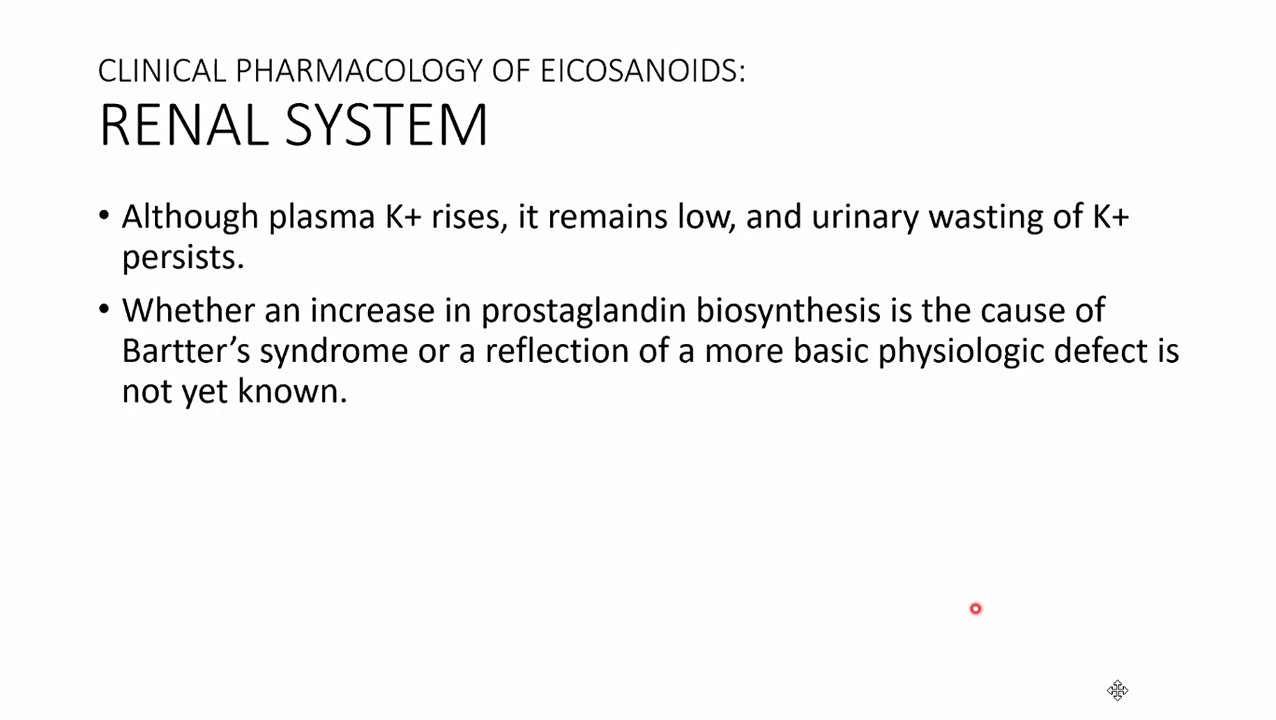 CLINICAL PHARMACOLOGY OF EICOSANOIDS:
RENAL SYSTEM
• Although plasma K+ rises, it remains low, and urinary wasting of K+
persists.
• Whether an increase in prostaglandin biosynthesis is the cause of
Bartter’s syndrome or a reflection of a more basic physiologic defect is
not yet known.